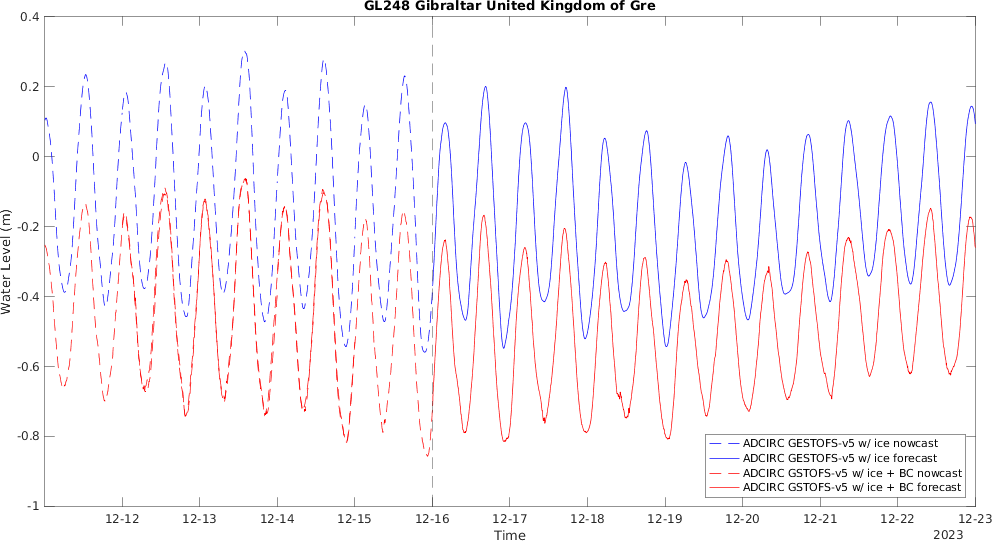 GL248 Gibraltar United Kingdom of Gre
0.4
0.2
0
-0.2
-0.4
-0.6
-0.8
-1
Water Level (m)
12-12 12-13 12-14 12-15 12-16 12-17 12-18 12-19 12-20 12-21 12-22 12-23
Time
2023
ADCIRC GESTOFS-v5 w/ ice nowcast
ADCIRC GESTOFS-v5 w/ ice forecast
ADCIRC GSTOFS-v5 w/ ice + BC nowcast
ADCIRC GSTOFS-v5 w/ ice + BC forecast